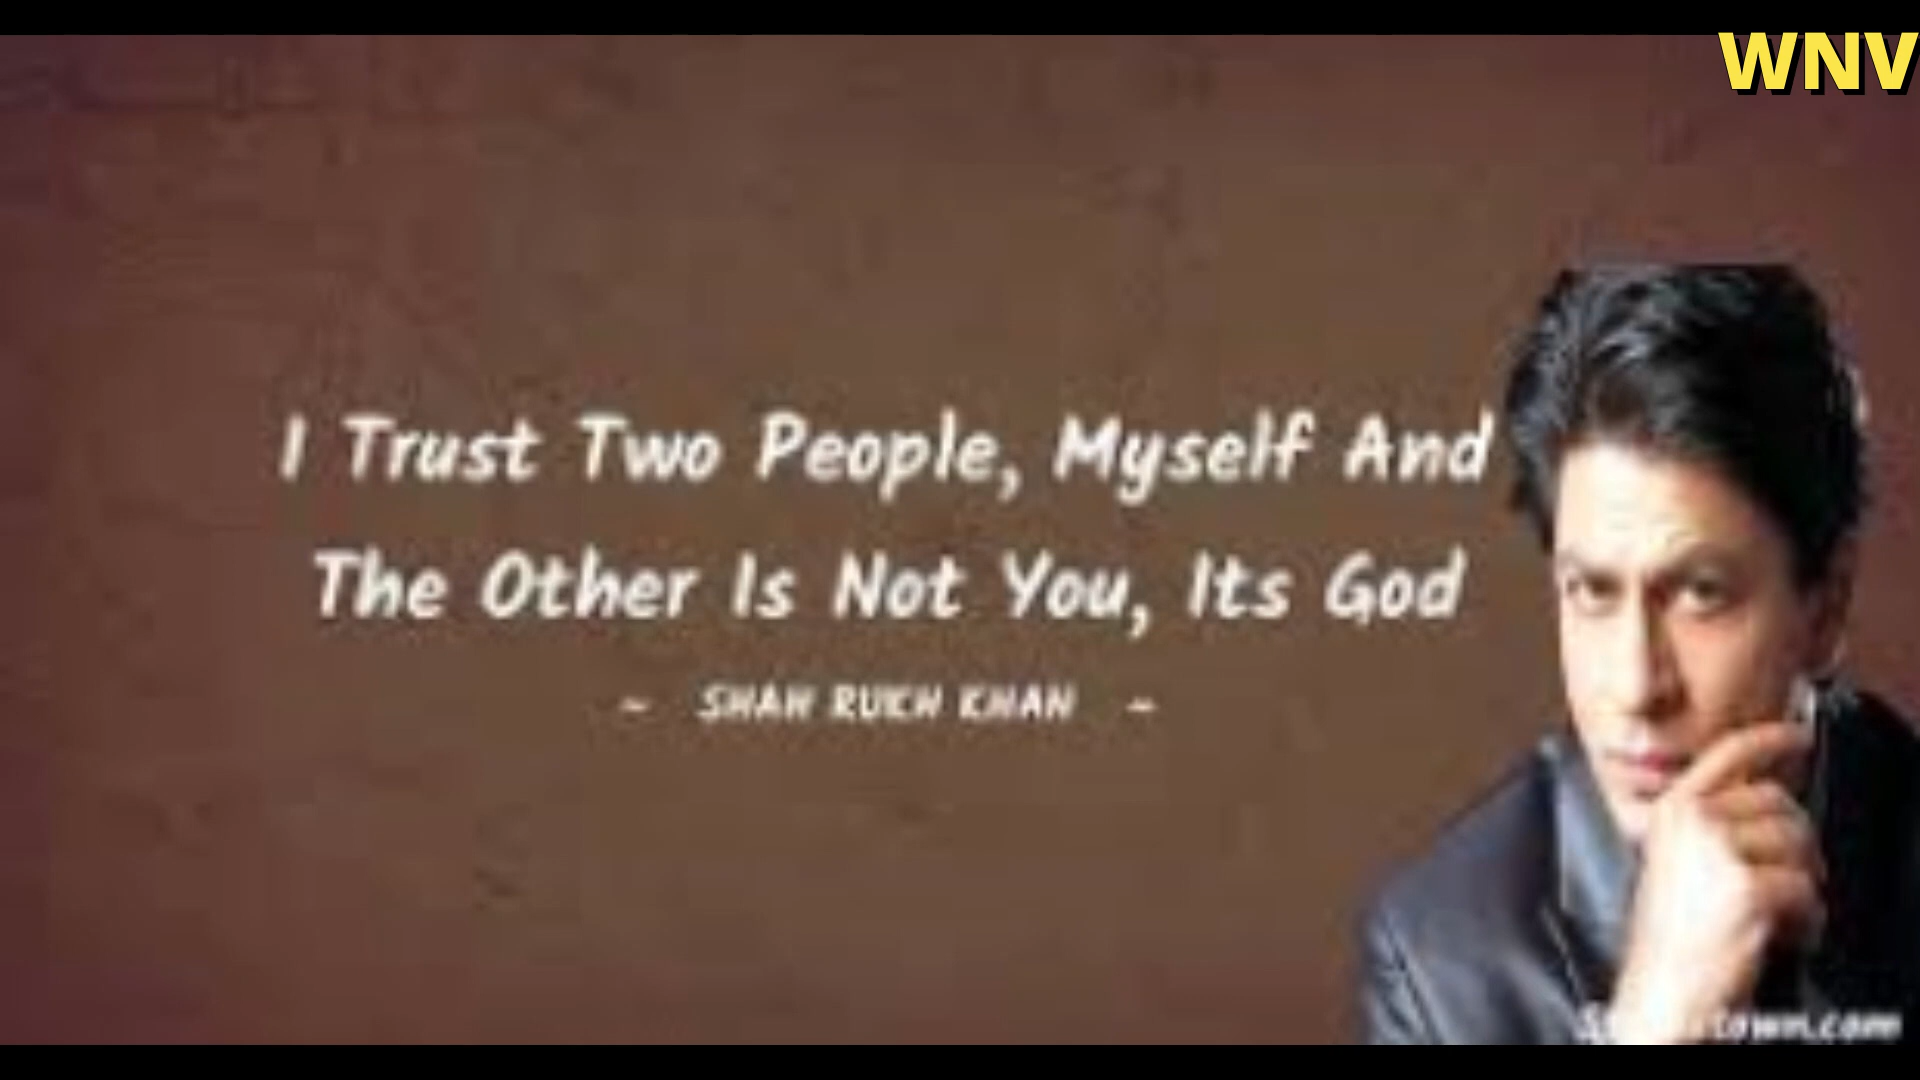 WNV
I Trust Two People, Myself And
The Other Is Not You, Its God
~ SHAH RUKH KHAN ~